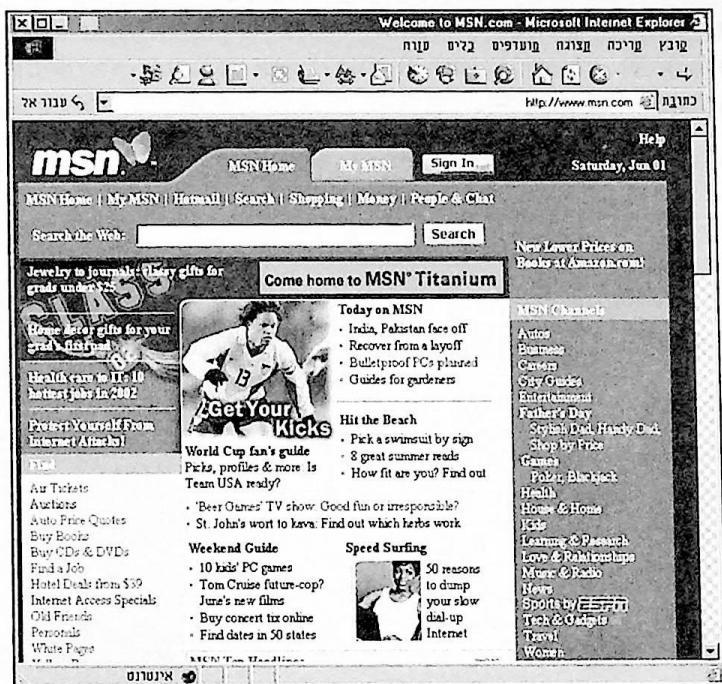 Welcome to MSN.com - Microsoft Internet Explorer
קובץ עריכה תצוגה מועדפים כלים עזרה
כתובת http://www.msn.com עבור אל
Help
msn
MSN Home My MSN Sign In
Saturday, Jun 01
MSN Home | My MSN | Hotmail | Search | Shopping | Money | People & Chat
Search the Web: Search
New Lower Prices on
Books at Amazon.com!
Jewelry to journals: classy gifts for
grads under $25
Come home to MSN Titanium
CLASS
Home decor gifts for your
grad's first pad
Health care to IT: 10
hottest jobs in 2002
Protect Yourself From
Internet Attacks!
Find
Air Tickets
Auctions
Auto Price Quotes
Buy Books
Buy CDs & DVDs
Find a Job
Hotel Deals from $39
Internet Access Specials
Old Friends
Personals
White Pages
13
Get Your
Kicks
World Cup fan's guide
Picks, profiles & more. Is
Team USA ready?
Today on MSN
• India, Pakistan face off
• Recover from a layoff
• Bulletproof PCs planned
• Guides for gardeners
Hit the Beach
• Pick a swimsuit by sign
• 8 great summer reads
• How fit are you? Find out
• 'Beer Games' TV show: Good fun or irresponsible?
• St. John's wort to kava: Find out which herbs work
Weekend Guide
• 10 kids' PC games
• Tom Cruise future-cop?
June's new films
• Buy concert tix online
• Find dates in 50 states
Speed Surfing
50 reasons
to dump
your slow
dial-up
Internet
MSN Top Headlines
MSN Channels
Autos
Business
Careers
City Guides
Entertainment
Father's Day
Stylish Dad, Handy Dad,
Shop by Price
Games
Poker, Blackjack
Health
House & Home
Kids
Learning & Research
Love & Relationships
Music & Radio
News
Sports by ESPN
Tech & Gadgets
Travel
Women
אינטרנט